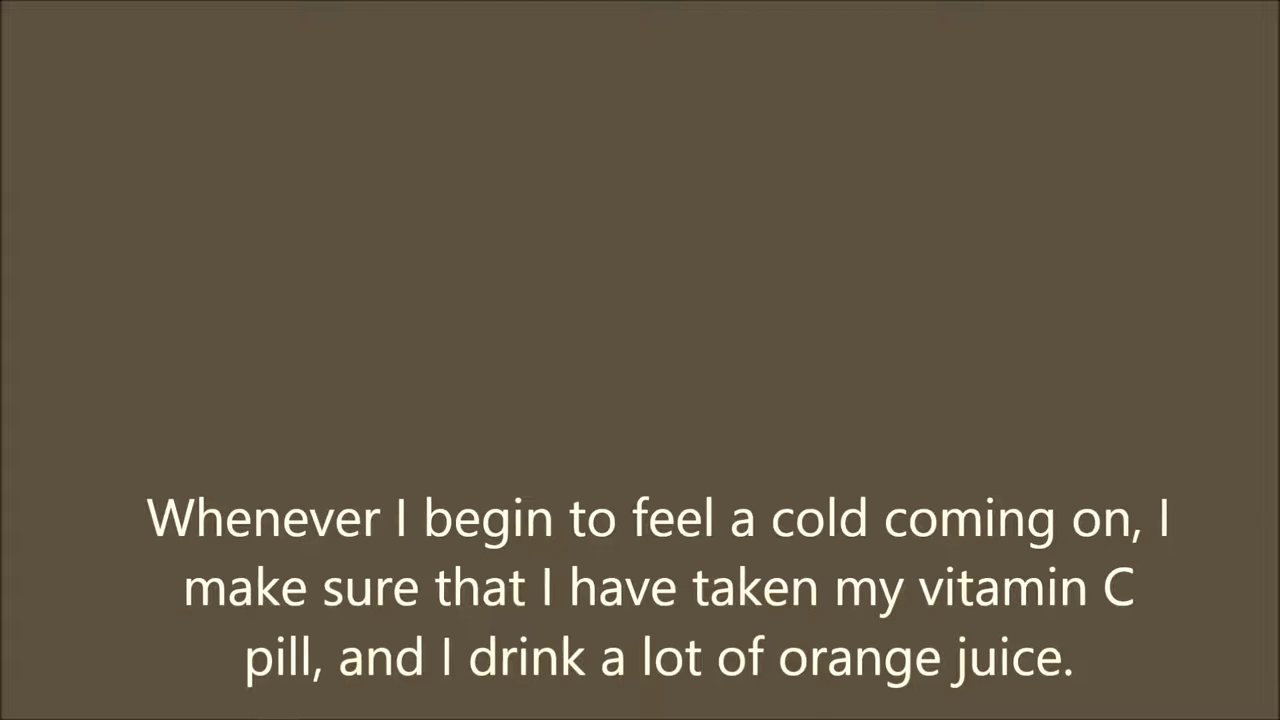 Whenever I begin to feel a cold coming on, I
make sure that I have taken my vitamin C
pill, and I drink a lot of orange juice.